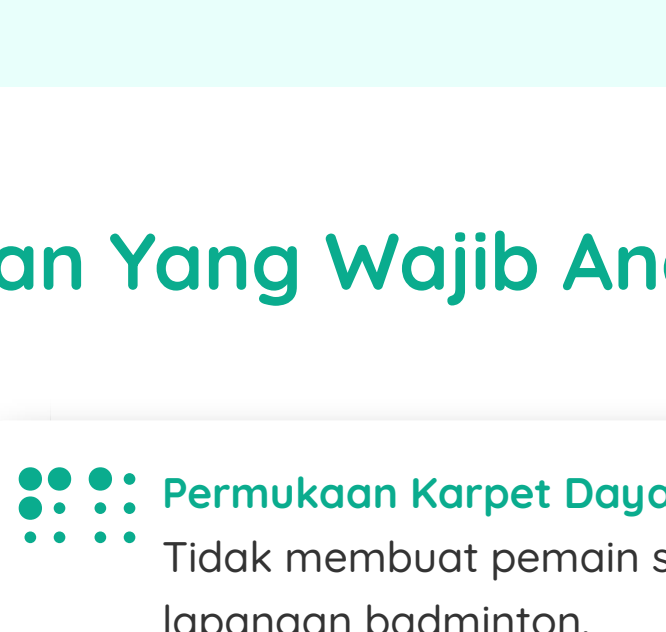 an Yang Wajib An
Permukaan Karpet Day
Tidak membuat pemain s
lapangan badminton.